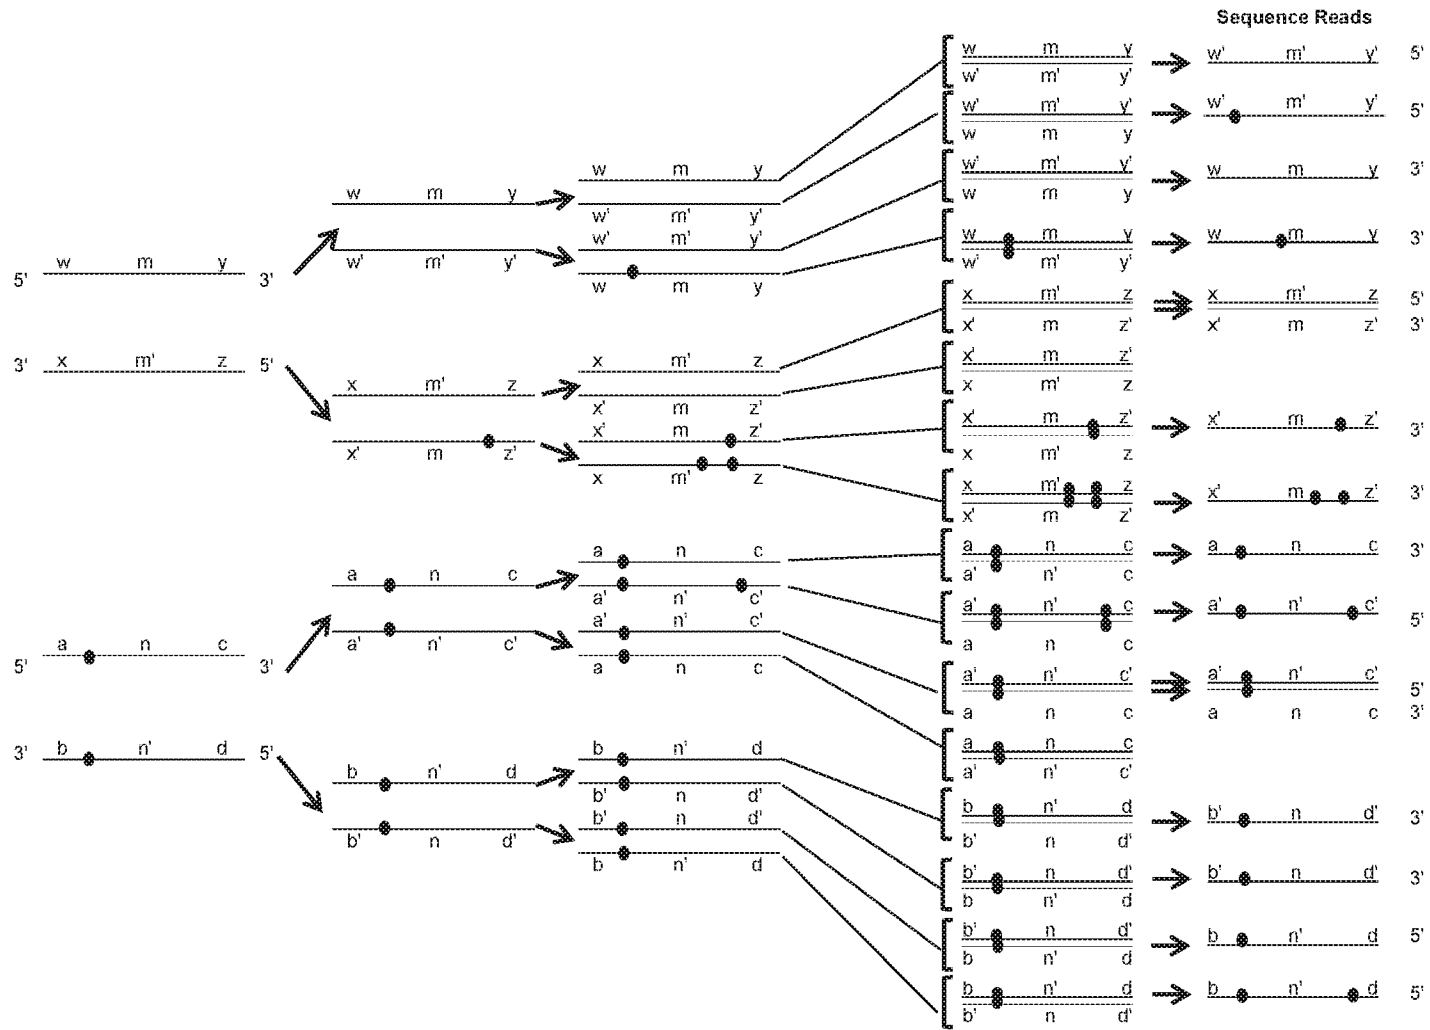 Sequence Reads
w m y
w' m' y'
w' m' y' 5'
w' m' y'
w m y
w' m' y' 5'
w' m' y'
w m y
w m y 3'
w m y
w' m' y'
w m y 3'
w m y
w' m' y'
w' m' y'
w m y
w m y
w' m' y'
5' w m y 3'
x m' z
x' m z'
x m' z 5'
x' m z' 3'
x' m z'
x m' z
x' m z'
x m' z
x' m z' 3'
x m' z
x' m z'
x' m z' 3'
x m' z
x' m z'
x' m z'
x m' z
x m' z
x' m z'
3' x m' z 5'
a n c
a' n' c
a n c 3'
a' n' c
a n c
a' n' c' 5'
a' n' c'
a n c
a' n' c' 5'
a n c 3'
a n c
a' n' c'
a n c
a' n' c'
a' n' c'
a n c
a n c
a' n' c'
5' a n c 3'
b n' d
b' n d'
b' n d' 3'
b' n d'
b n' d
b' n d' 3'
b' n d'
b n' d
b n' d 5'
b n' d
b' n d'
b n' d 5'
b n' d
b' n d'
b' n d'
b n' d
b n' d
b' n d'
3' b n' d 5'